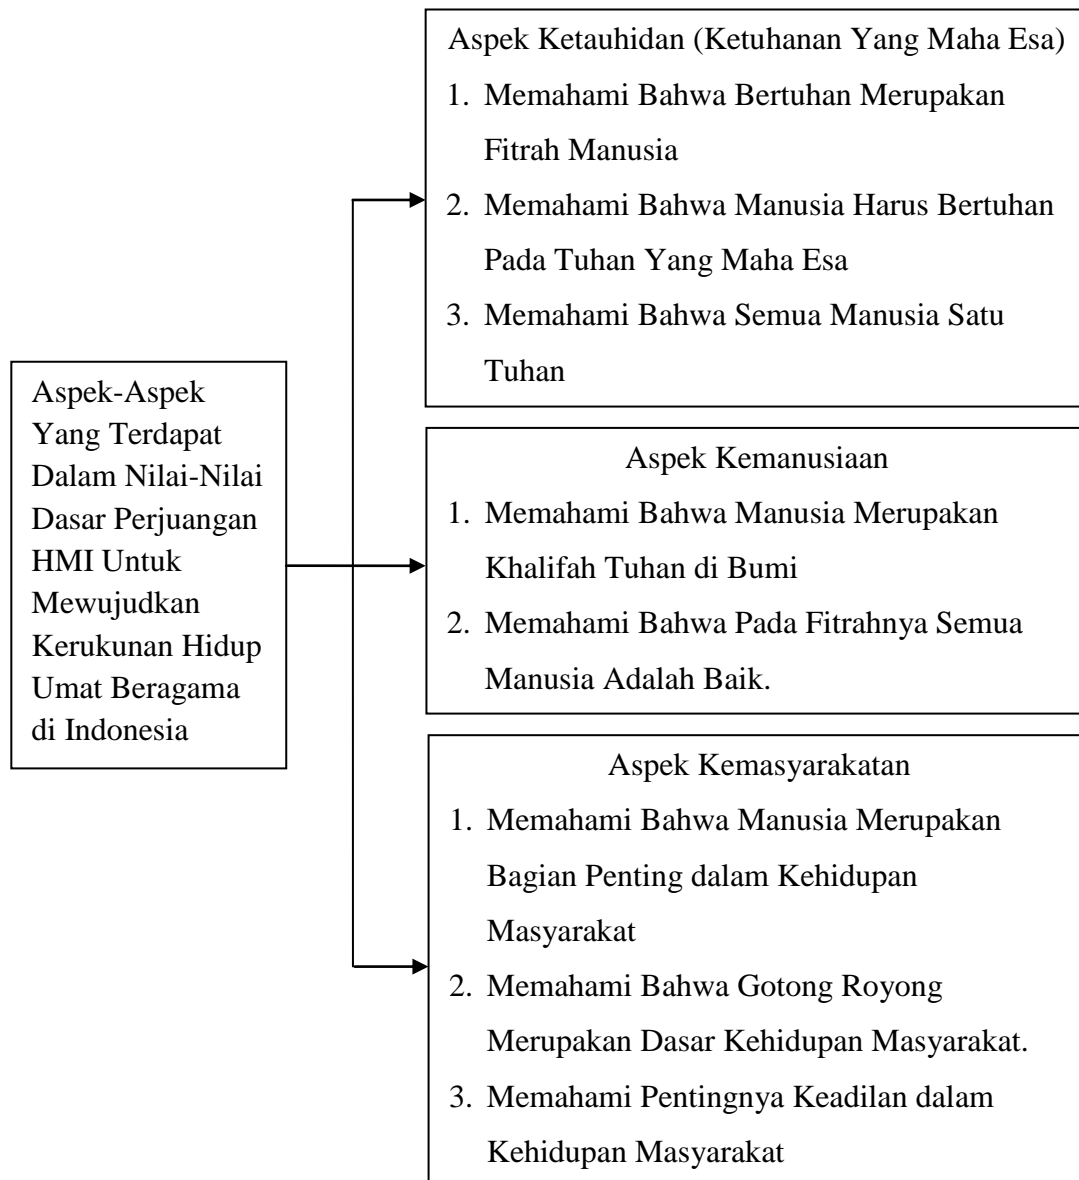 Aspek-Aspek
Yang Terdapat
Dalam Nilai-Nilai
Dasar Perjuangan
HMI Untuk
Mewujudkan
Kerukunan Hidup
Umat Beragama
di Indonesia
Aspek Ketauhidan (Ketuhanan Yang Maha Esa)
1. Memahami Bahwa Bertuhan Merupakan
Fitrah Manusia
2. Memahami Bahwa Manusia Harus Bertuhan
Pada Tuhan Yang Maha Esa
3. Memahami Bahwa Semua Manusia Satu
Tuhan
Aspek Kemanusiaan
1. Memahami Bahwa Manusia Merupakan
Khalifah Tuhan di Bumi
2. Memahami Bahwa Pada Fitrahnya Semua
Manusia Adalah Baik.
Aspek Kemasyarakatan
1. Memahami Bahwa Manusia Merupakan
Bagian Penting dalam Kehidupan
Masyarakat
2. Memahami Bahwa Gotong Royong
Merupakan Dasar Kehidupan Masyarakat.
3. Memahami Pentingnya Keadilan dalam
Kehidupan Masyarakat